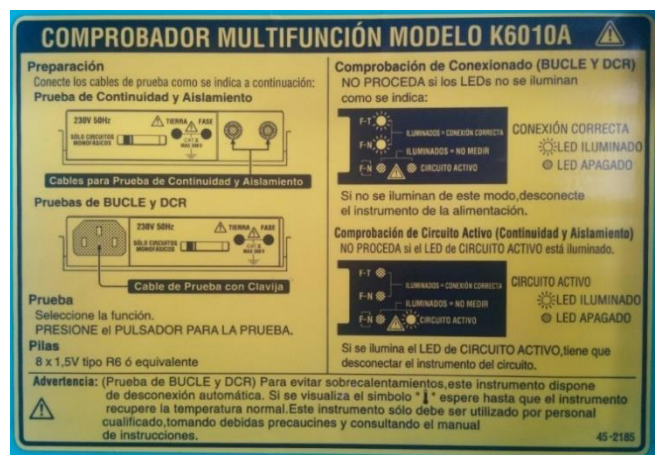 COMPROBADOR MULTIFUNCIÓN MODELO K6010A
Preparación
Conecte los cables de prueba como se indica a continuación:
Prueba de Continuidad y Aislamiento
230V 50Hz
TIERRA
FASE
SÓLO CIRCUITOS
MONOFÁSICOS
CAT.III
MAX 300V
Cables para Prueba de Continuidad y Aislamiento
Pruebas de BUCLE y DCR
230V 50Hz
TIERRA
FASE
SÓLO CIRCUITOS
MONOFÁSICOS
Cable de Prueba con Clavija
Prueba
Seleccione la función.
PRESIONE el PULSADOR PARA LA PRUEBA.
Pilas
8 x 1,5V tipo R6 ó equivalente
Comprobación de Conexionado (BUCLE Y DCR)
NO PROCEDA si los LEDs no se iluminan
como se indica:
F-T
ILUMINADOS = CONEXIÓN CORRECTA
F-N
ILUMINADOS = NO MEDIR
F-N
CIRCUITO ACTIVO
CONEXIÓN CORRECTA
LED ILUMINADO
LED APAGADO
Si no se iluminan de este modo,desconecte
el instrumento de la alimentación.
Comprobación de Circuito Activo (Continuidad y Aislamiento)
NO PROCEDA si el LED de CIRCUITO ACTIVO está iluminado.
F-T
ILUMINADOS = CONEXIÓN CORRECTA
F-N
ILUMINADOS = NO MEDIR
F-N
CIRCUITO ACTIVO
CIRCUITO ACTIVO
LED ILUMINADO
LED APAGADO
Si se ilumina el LED de CIRCUITO ACTIVO,tiene que
desconectar el instrumento del circuito.
Advertencia: (Prueba de BUCLE y DCR) Para evitar sobrecalentamientos,este instrumento dispone
de desconexión automática. Si se visualiza el simbolo " " espere hasta que el instrumento
recupere la temperatura normal.Este instrumento sólo debe ser utilizado por personal
cualificado,tomando debidas precaucines y consultando el manual
de instrucciones.
45-2185